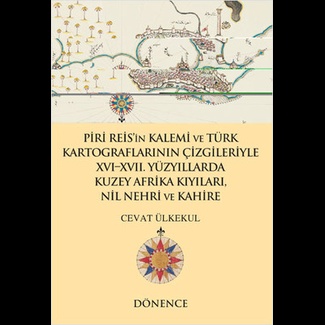 PİRİ REİS'İN KALEMİ VE TÜRK
KARTOGRAFLARININ ÇİZGİLERİYLE
XVI–XVII. YÜZYILLARDA
KUZEY AFRİKA KIYILARI,
NİL NEHRİ VE KAHİRE
CEVAT ÜLKEKUL
DÖNENCE